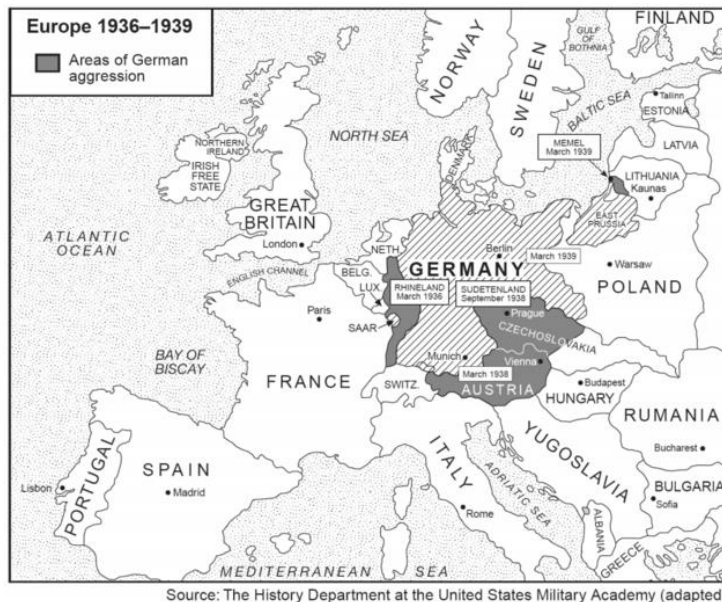 Europe 1936–1939
Areas of German
aggression
FINLAND
GULF
OF
BOTHNIA
NORWAY
SWEDEN
Tallinn
ESTONIA
BALTIC SEA
NORTH SEA
MEMEL
March 1939
LATVIA
DENMARK
NORTHERN
IRELAND
IRISH
FREE
STATE
LITHUANIA
Kaunas
EAST
PRUSSIA
GREAT
BRITAIN
London
ATLANTIC
OCEAN
NETH.
Berlin
March 1939
Warsaw
GERMANY
POLAND
ENGLISH CHANNEL
BELG.
LUX.
RHINELAND
March 1936
SUDETENLAND
September 1938
Paris
SAAR
Prague
CZECHOSLOVAKIA
BAY OF
BISCAY
Munich
Vienna
March 1938
FRANCE
SWITZ.
AUSTRIA
Budapest
HUNGARY
RUMANIA
Bucharest
YUGOSLAVIA
ITALY
ADRIATIC SEA
PORTUGAL
SPAIN
Lisbon
Madrid
Rome
BULGARIA
Sofia
ALBANIA
GREECE
MEDITERRANEAN SEA
Source: The History Department at the United States Military Academy (adapted